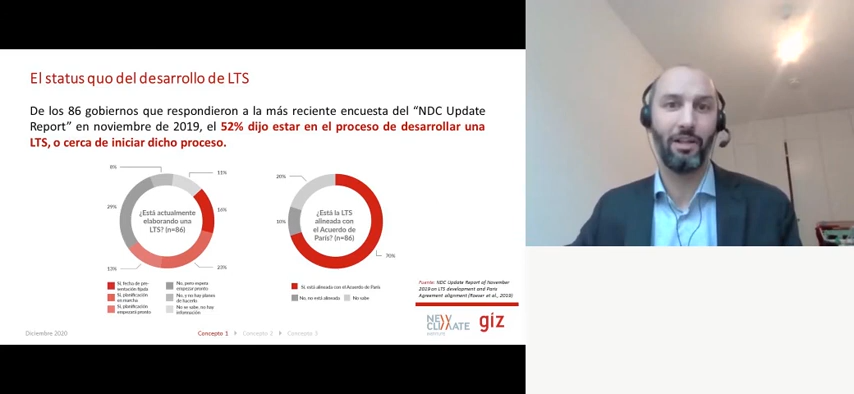 El status quo del desarrollo de LTS
De los 86 gobiernos que respondieron a la más reciente encuesta del “NDC Update
Report” en noviembre de 2019, el 52% dijo estar en el proceso de desarrollar una
LTS, o cerca de iniciar dicho proceso.
8%
11%
29%
16%
13%
23%
¿Está actualmente
elaborando una
LTS? (n=86)
20%
10%
70%
¿Está la LTS
alineada con
el Acuerdo de
París? (n=86)
Sí, fecha de pre-
sentación fijada
Sí, planificación
en marcha
Sí, planificación
empezará pronto
No, pero espera
empezar pronto
No, y no hay planes
de hacerlo
No se sabe, no hay
información
Sí, está alineada con el Acuerdo de París
No, no está alineada
No sabe
Fuente: NDC Update Report of November
2019 on LTS development and Paris
Agreement alignment (Roeser et al., 2019)
NEW
CLIMATE
INSTITUTE
giz
Diciembre 2020
Concepto 1
Concepto 2
Concepto 3